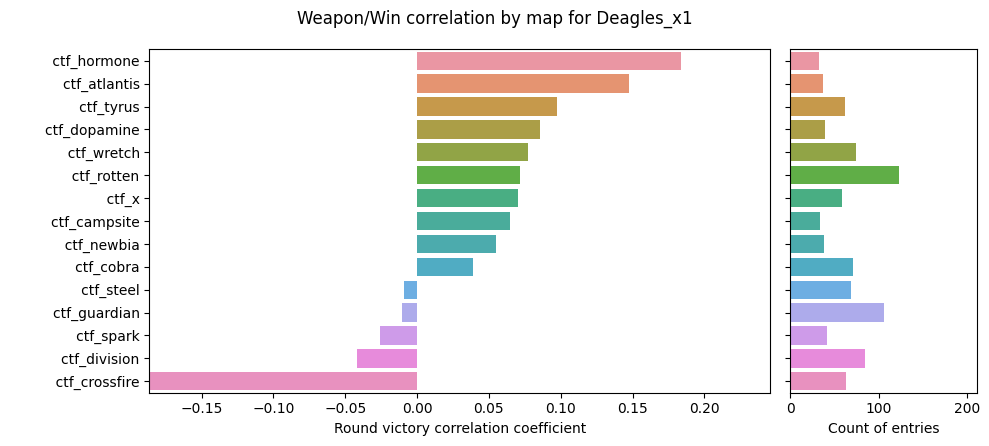 Weapon/Win correlation by map for Deagles_x1
ctf_hormone
ctf_atlantis
ctf_tyrus
ctf_dopamine
ctf_wretch
ctf_rotten
ctf_x
ctf_campsite
ctf_newbia
ctf_cobra
ctf_steel
ctf_guardian
ctf_spark
ctf_division
ctf_crossfire
−0.15 −0.10 −0.05 0.00 0.05 0.10 0.15 0.20
Round victory correlation coefficient
0 100 200
Count of entries